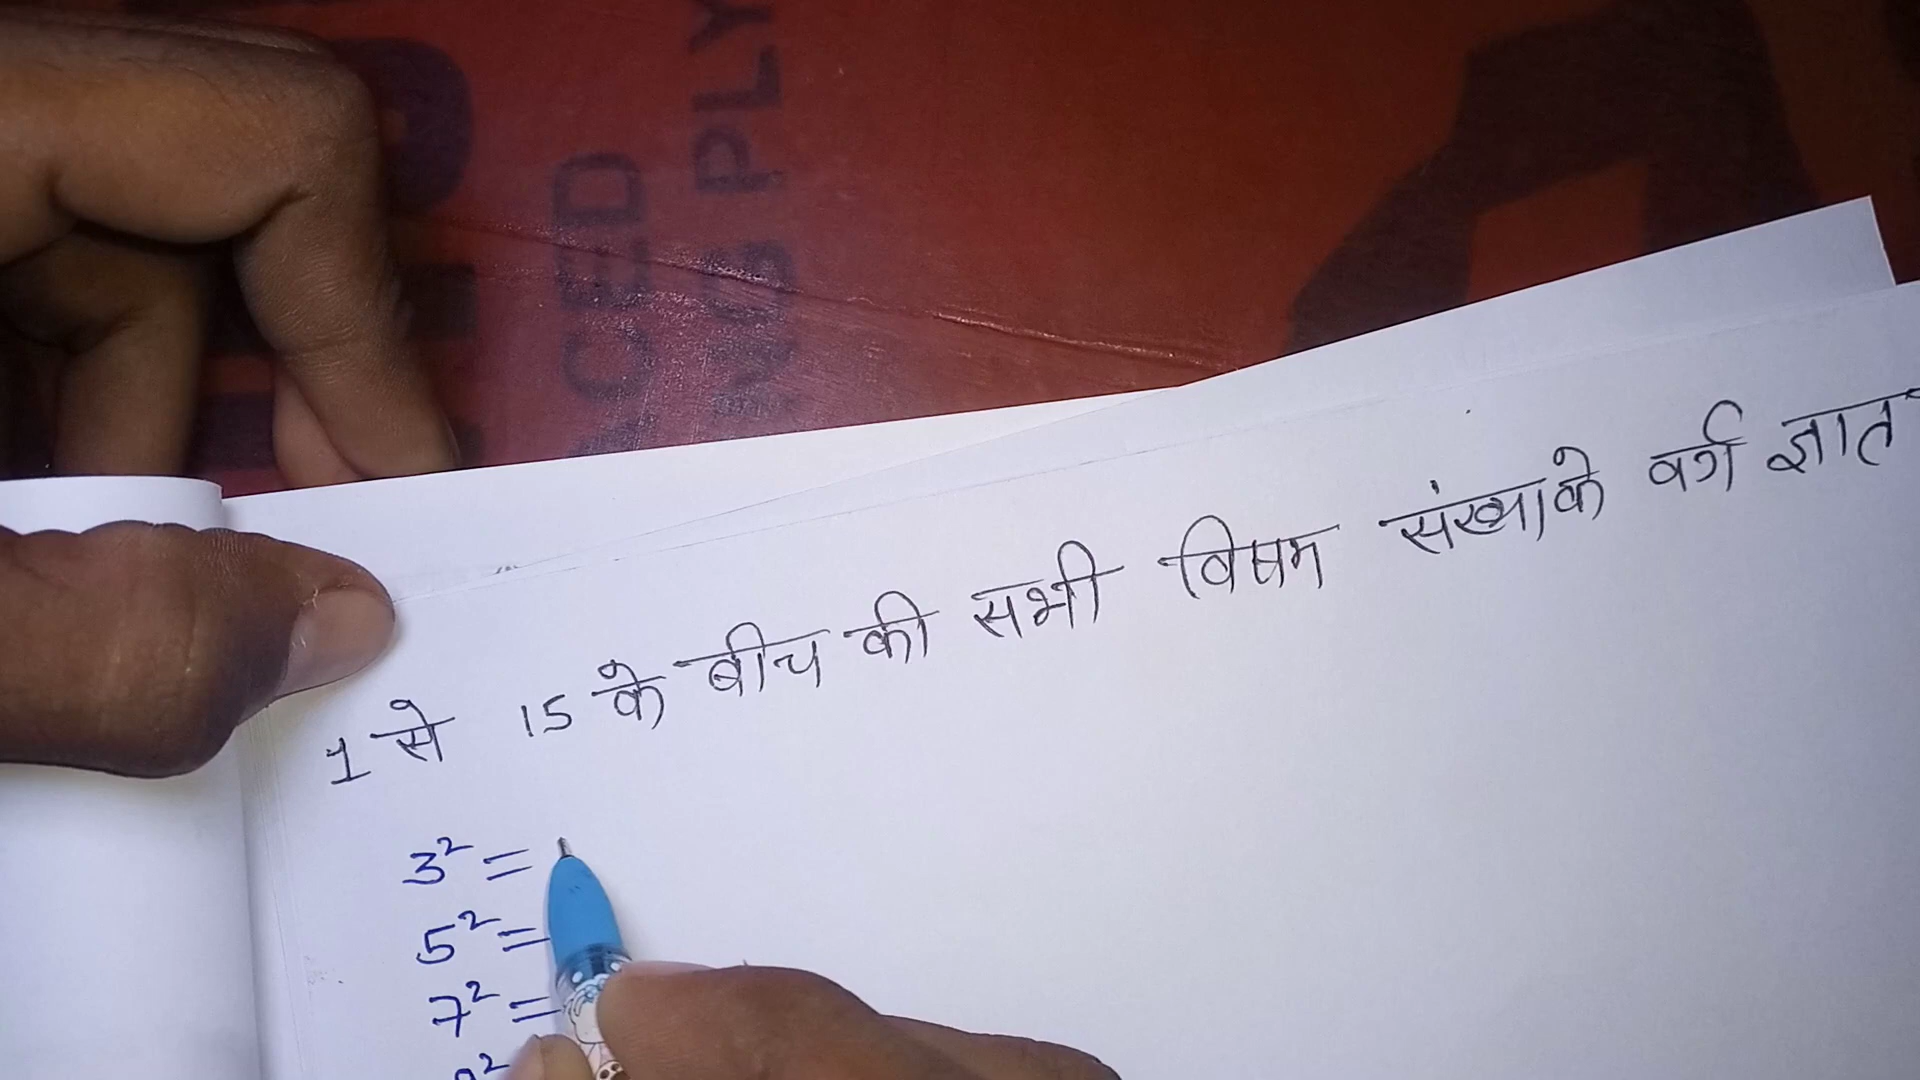 1 से 15 के बीच की सभी विषम संख्या के वर्ग ज्ञात
3² =
5² =
7² =